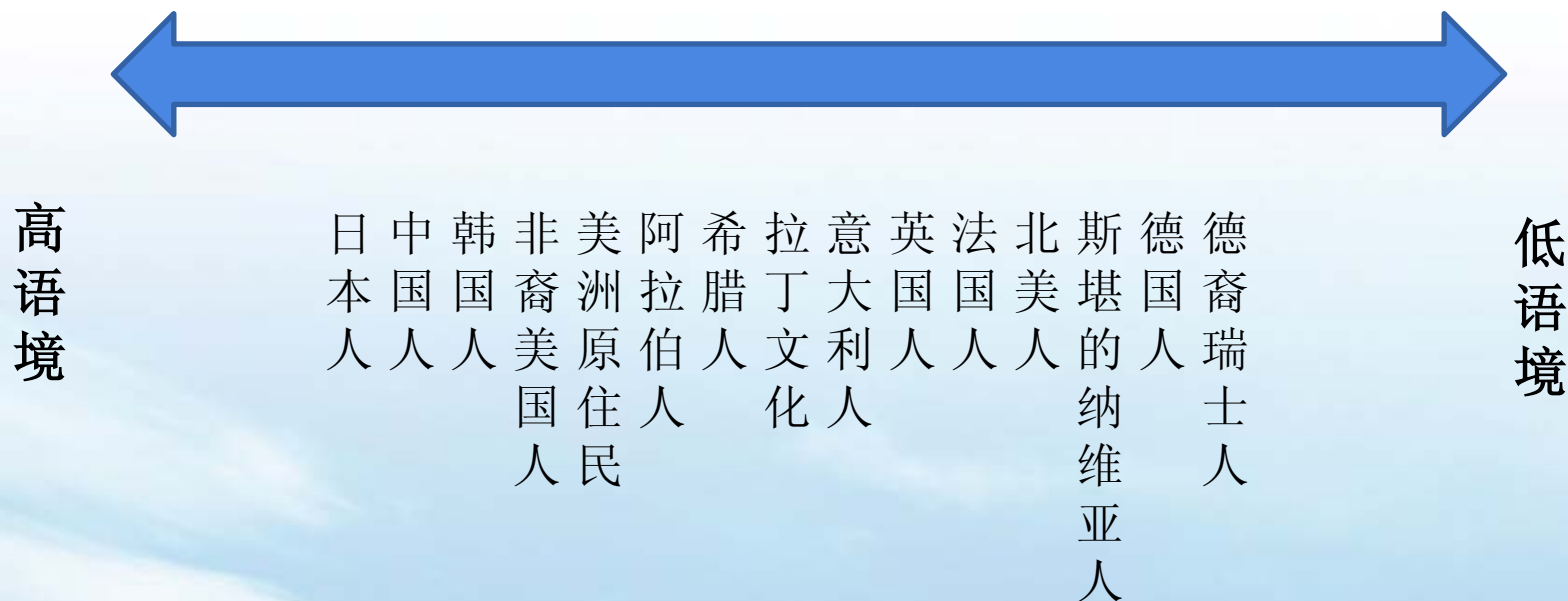 高语境
日本人
中国人
韩国人
非裔美国人
美洲原住民
阿拉伯人
希腊人
拉丁文化
意大利人
英国人
法国人
北美人
斯堪的纳维亚人
德国人
德裔瑞士人
低语境